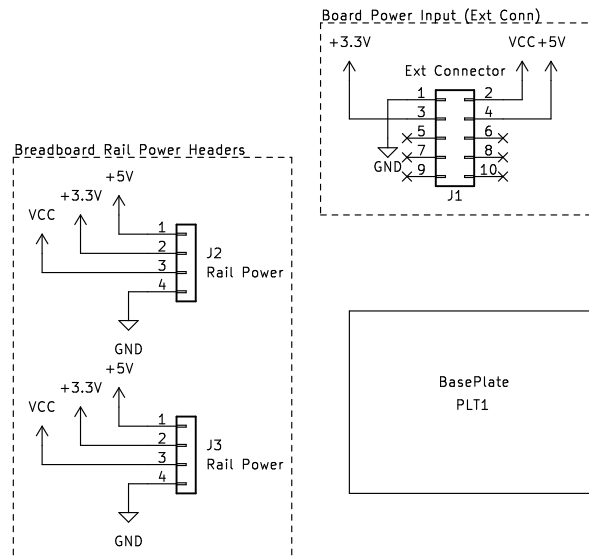 Board Power Input (Ext Conn)
+3.3V
VCC +5V
Ext Connector
1 2
3 4
5 6
7 8
9 10
GND
J1
Breadboard Rail Power Headers
+5V
+3.3V
VCC
1
2
3
4
J2
Rail Power
GND
+5V
+3.3V
VCC
1
2
3
4
J3
Rail Power
GND
BasePlate
PLT1